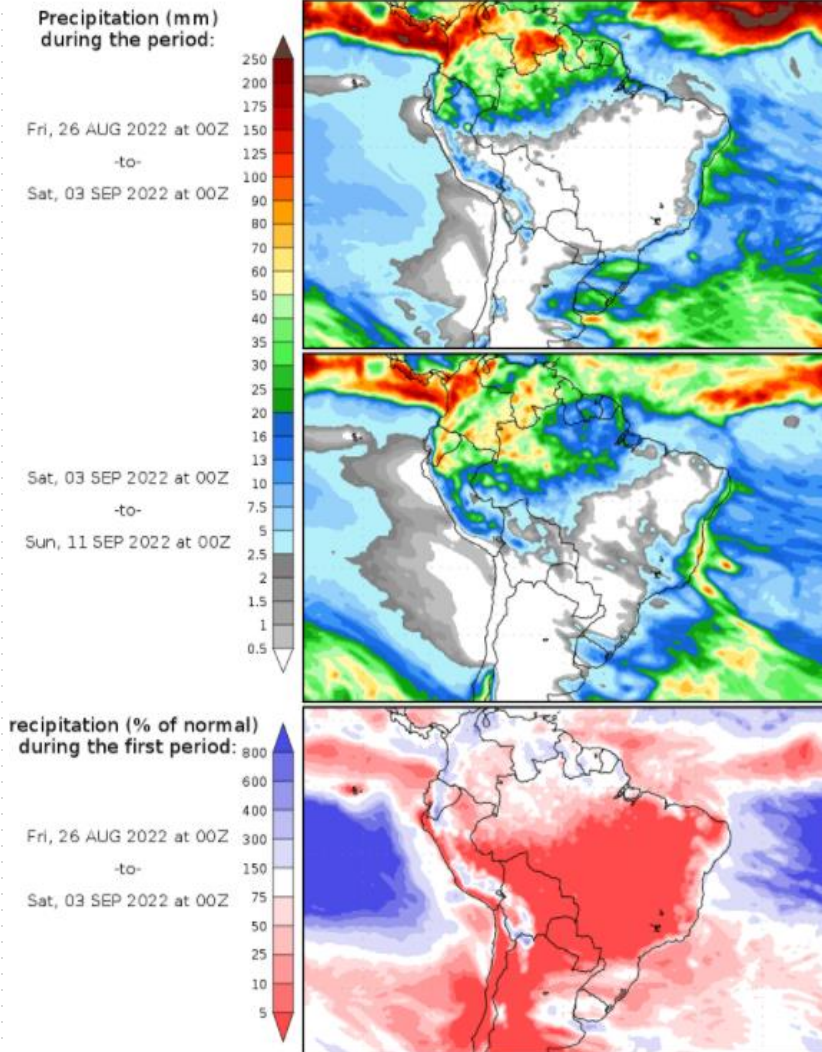 Precipitation (mm)
during the period:
Fri, 26 AUG 2022 at 00Z
-to-
Sat, 03 SEP 2022 at 00Z
250
200
175
150
125
100
90
80
70
60
50
40
35
30
25
20
16
13
10
7.5
5
2.5
2
1.5
1
0.5
Sat, 03 SEP 2022 at 00Z
-to-
Sun, 11 SEP 2022 at 00Z
recipitation (% of normal)
during the first period:
Fri, 26 AUG 2022 at 00Z
-to-
Sat, 03 SEP 2022 at 00Z
800
600
400
300
150
75
50
25
10
5